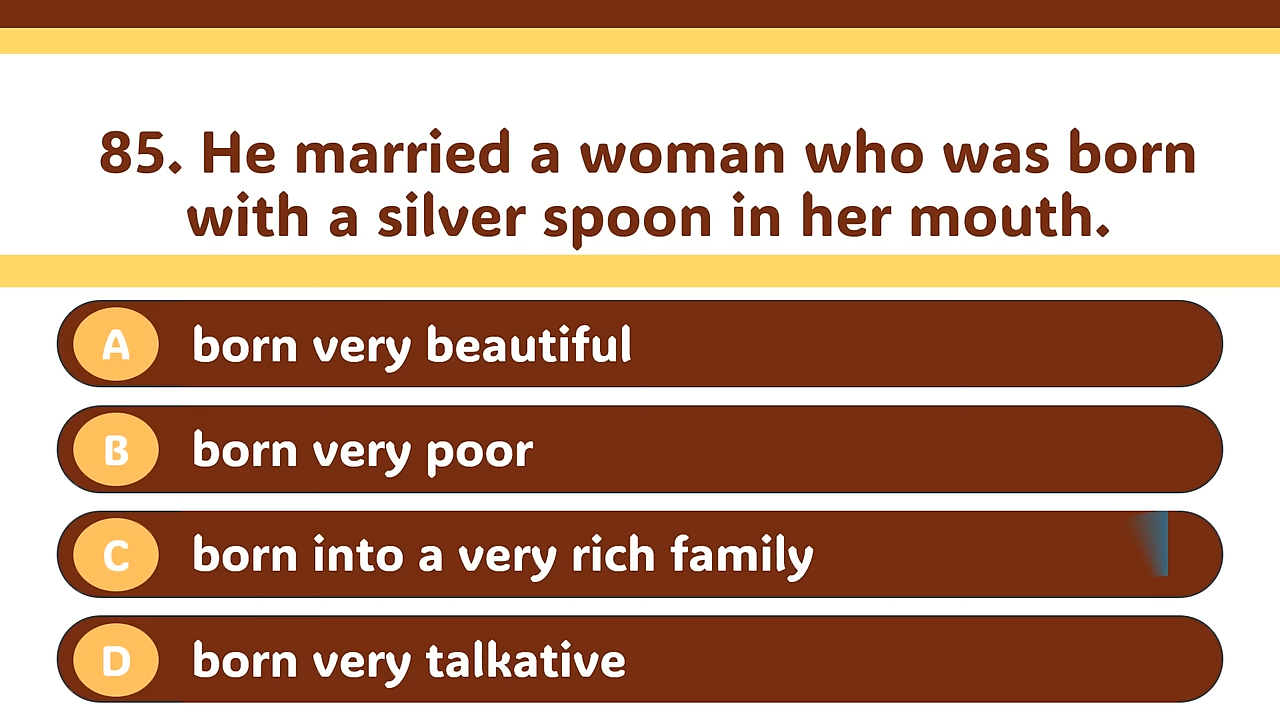 85. He married a woman who was born
with a silver spoon in her mouth.
A born very beautiful
B born very poor
C born into a very rich family
D born very talkative